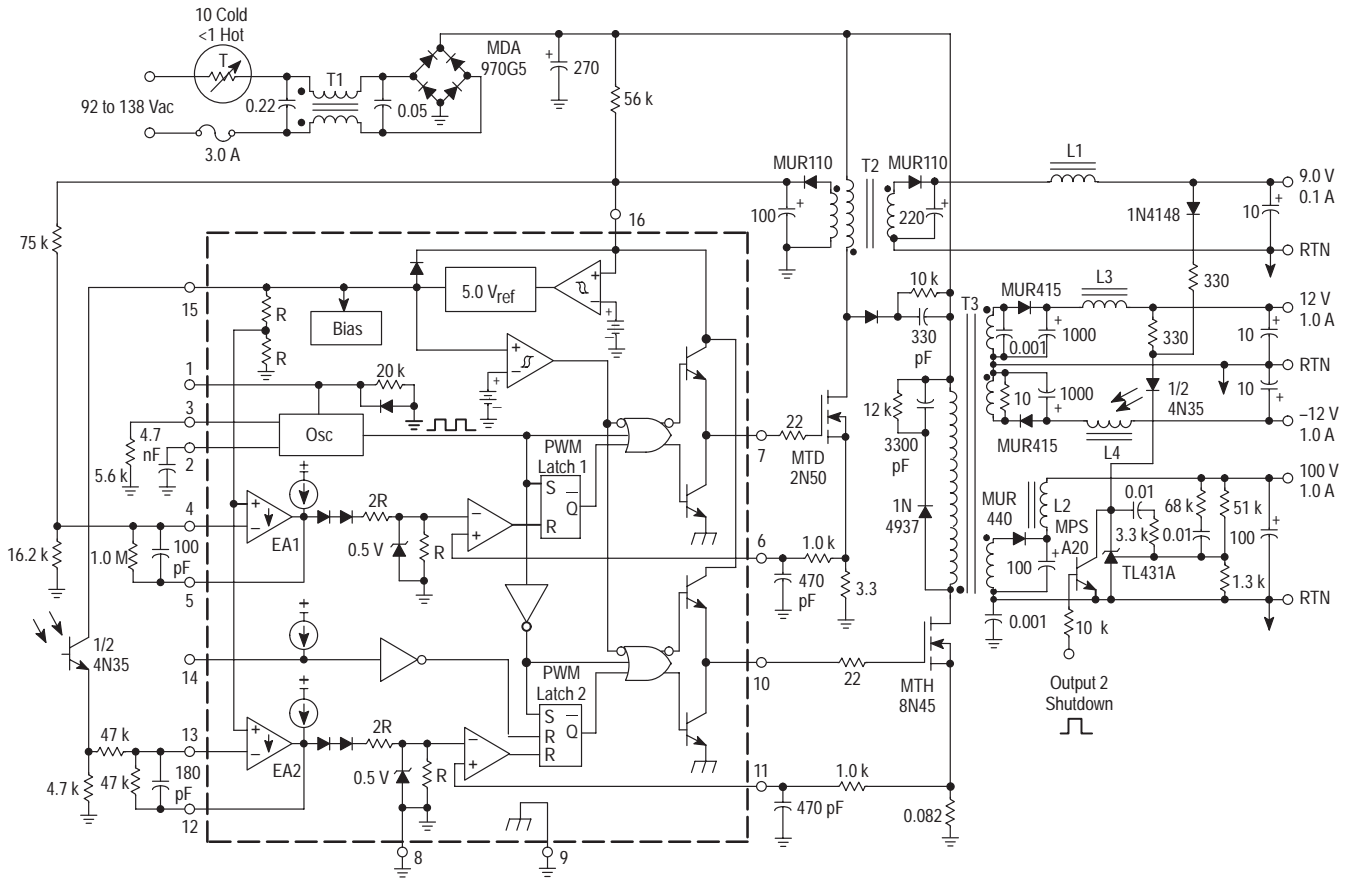 10 Cold
<1 Hot
T
T1
MDA
970G5
+
270
56 k
92 to 138 Vac
0.22
0.05
3.0 A
MUR110
T2
MUR110
L1
9.0 V
0.1 A
100
+
220
+
1N4148
10
+
RTN
75 k
16
15
R
R
Bias
5.0 Vref
+
–
+
–
+
–
+
–
10 k
330
pF
T3
MUR415
L3
330
12 V
1.0 A
0.001
1000
+
330
10
+
RTN
1
20 k
3
4.7
nF
2
5.6 k
Osc
PWM
Latch 1
S
R
Q
7
22
MTD
2N50
12 k
3300
pF
10
1000
+
MUR415
L4
1/2
4N35
10
+
–12 V
1.0 A
4
100
pF
16.2 k
1.0 M
5
+
–
EA1
2R
0.5 V
R
–
+
6
1.0 k
470
pF
3.3
1N
4937
MUR
440
L2
MPS
A20
100
+
0.01
3.3 k
68 k
0.01
51 k
TL431A
1.3 k
100 V
1.0 A
100
+
RTN
0.001
10 k
Output 2
Shutdown
1/2
4N35
14
PWM
Latch 2
S
R
R
Q
10
22
MTH
8N45
47 k
13
47 k
180
pF
4.7 k
12
+
–
EA2
2R
0.5 V
R
–
+
11
1.0 k
470 pF
0.082
8
9